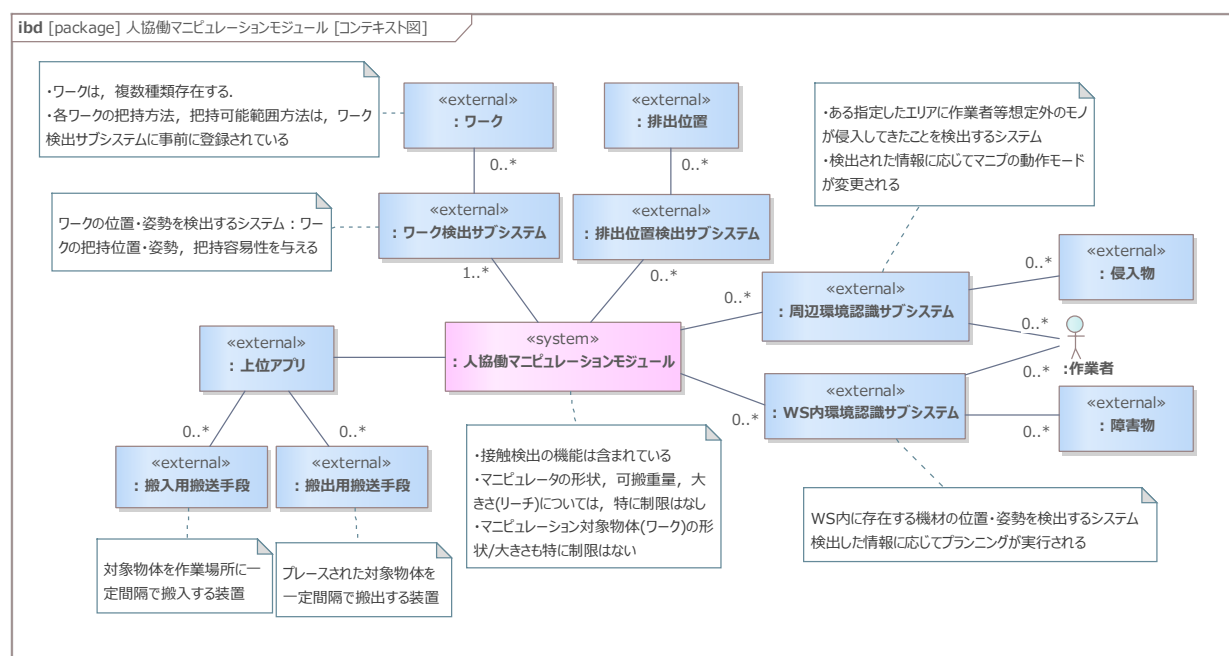 ibd [package] 人協働マニピュレーションモジュール [コンテキスト図]
・ワークは，複数種類存在する.
・各ワークの把持方法，把持可能範囲方法は，ワーク
検出サブシステムに事前に登録されている
«external»
: ワーク
0..*
«external»
: 排出位置
0..*
・ある指定したエリアに作業者等想定外のモノ
が侵入してきたことを検出するシステム
・検出された情報に応じてマニプの動作モード
が変更される
ワークの位置・姿勢を検出するシステム：ワー
クの把持位置・姿勢，把持容易性を与える
«external»
: ワーク検出サブシステム
1..*
«external»
: 排出位置検出サブシステム
0..*
0..*
«external»
: 周辺環境認識サブシステム
0..*
«external»
: 侵入物
0..*
:作業者
0..*
«external»
: 上位アプリ
«system»
: 人協働マニピュレーションモジュール
0..*
«external»
: WS内環境認識サブシステム
0..*
«external»
: 障害物
0..*
0..*
«external»
: 搬入用搬送手段
«external»
: 搬出用搬送手段
・接触検出の機能は含まれている
・マニピュレータの形状，可搬重量，大
きさ(リーチ)については，特に制限はなし
・マニピュレーション対象物体(ワーク)の形
状/大きさも特に制限はない
WS内に存在する機材の位置・姿勢を検出するシステム
検出した情報に応じてプランニングが実行される
対象物体を作業場所に一
定間隔で搬入する装置
プレースされた対象物体を
一定間隔で搬出する装置